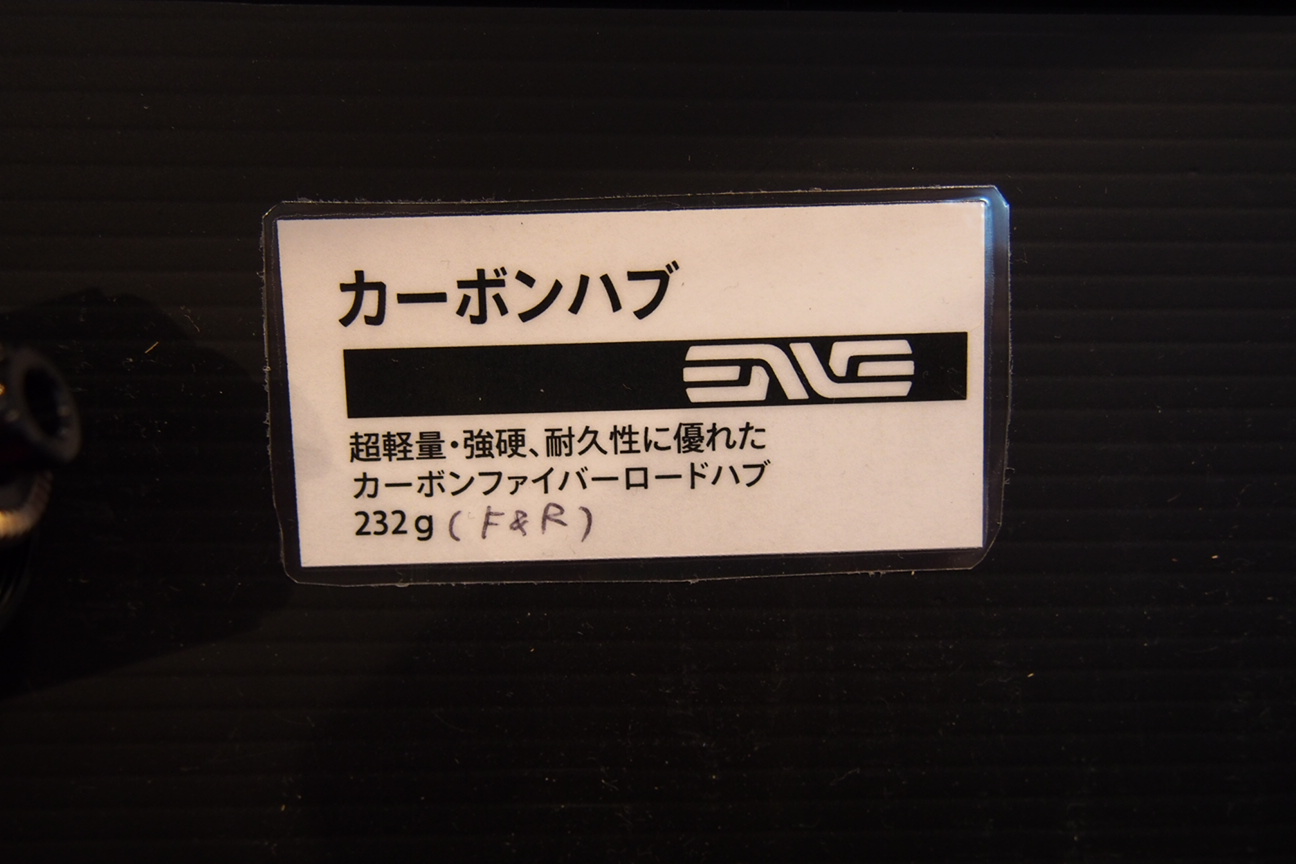 カーボンハブ
ENVE
超軽量・強硬、耐久性に優れた
カーボンファイバーロードハブ
232g (F&R)